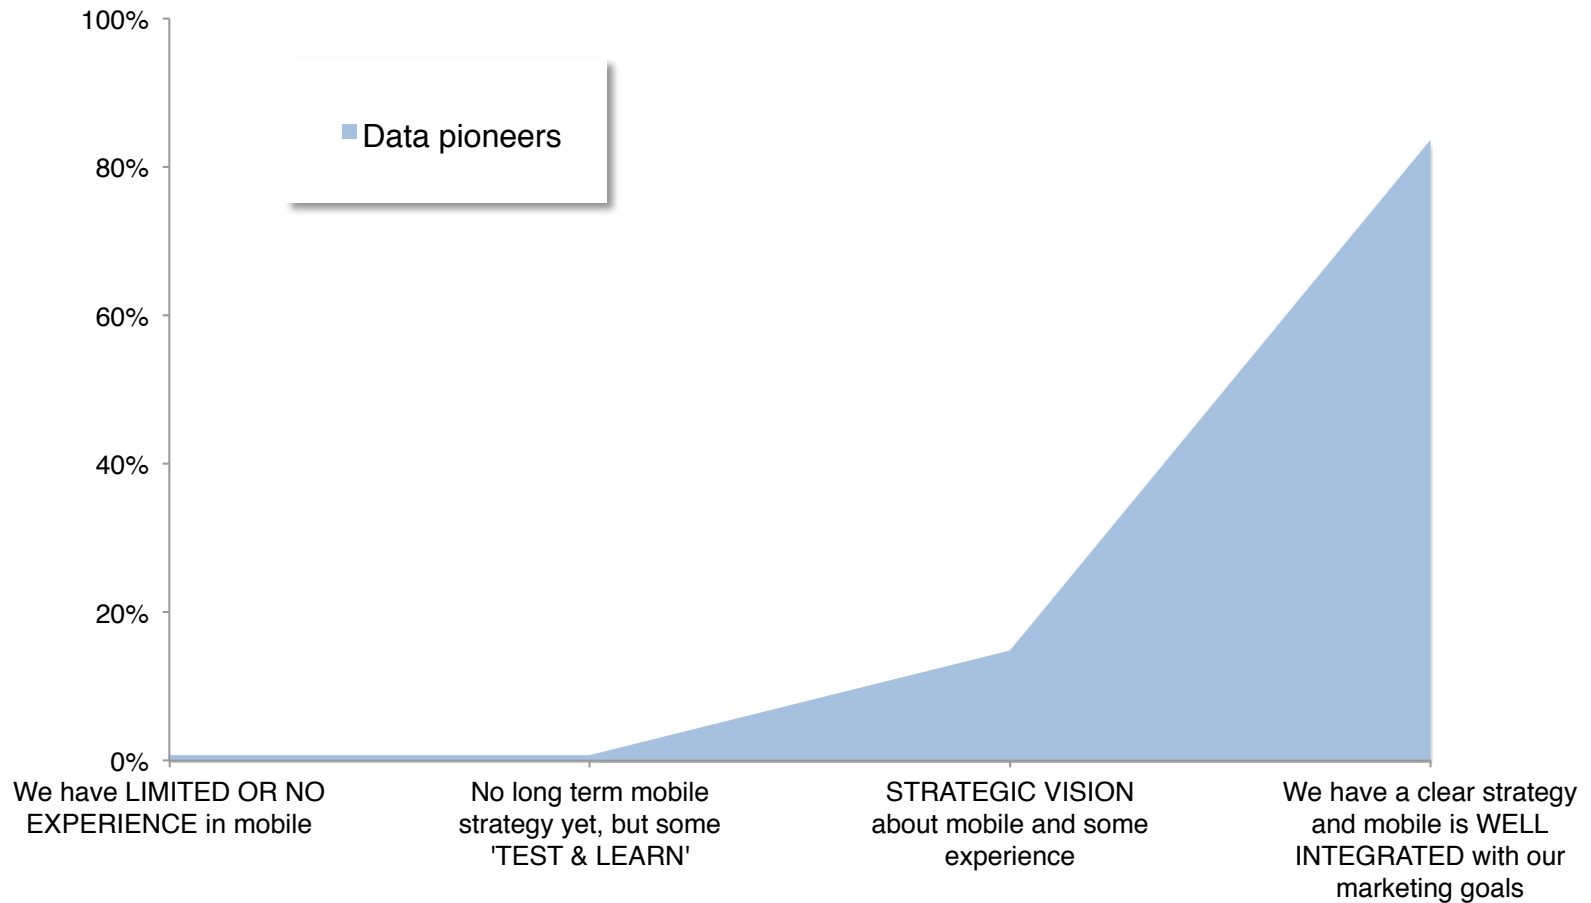 100%
Data pioneers
80%
60%
40%
20%
0%
We have LIMITED OR NO
EXPERIENCE in mobile
No long term mobile
strategy yet, but some
'TEST & LEARN'
STRATEGIC VISION
about mobile and some
experience
We have a clear strategy
and mobile is WELL
INTEGRATED with our
marketing goals